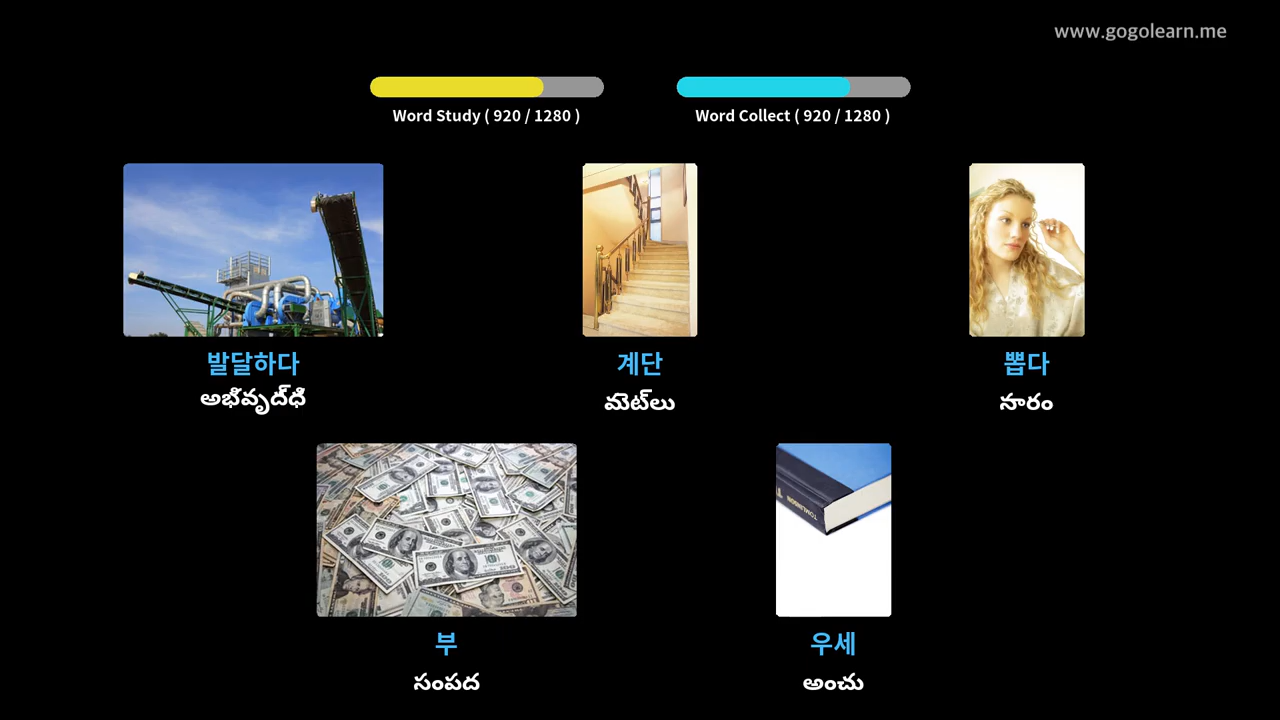 www.gogolearn.me
Word Study ( 920 / 1280 )
Word Collect ( 920 / 1280 )
발달하다
అభివృద్ధి
계단
మెట్లు
뽑다
సారం
TOMLINSON
부
సంపద
우세
అంచు